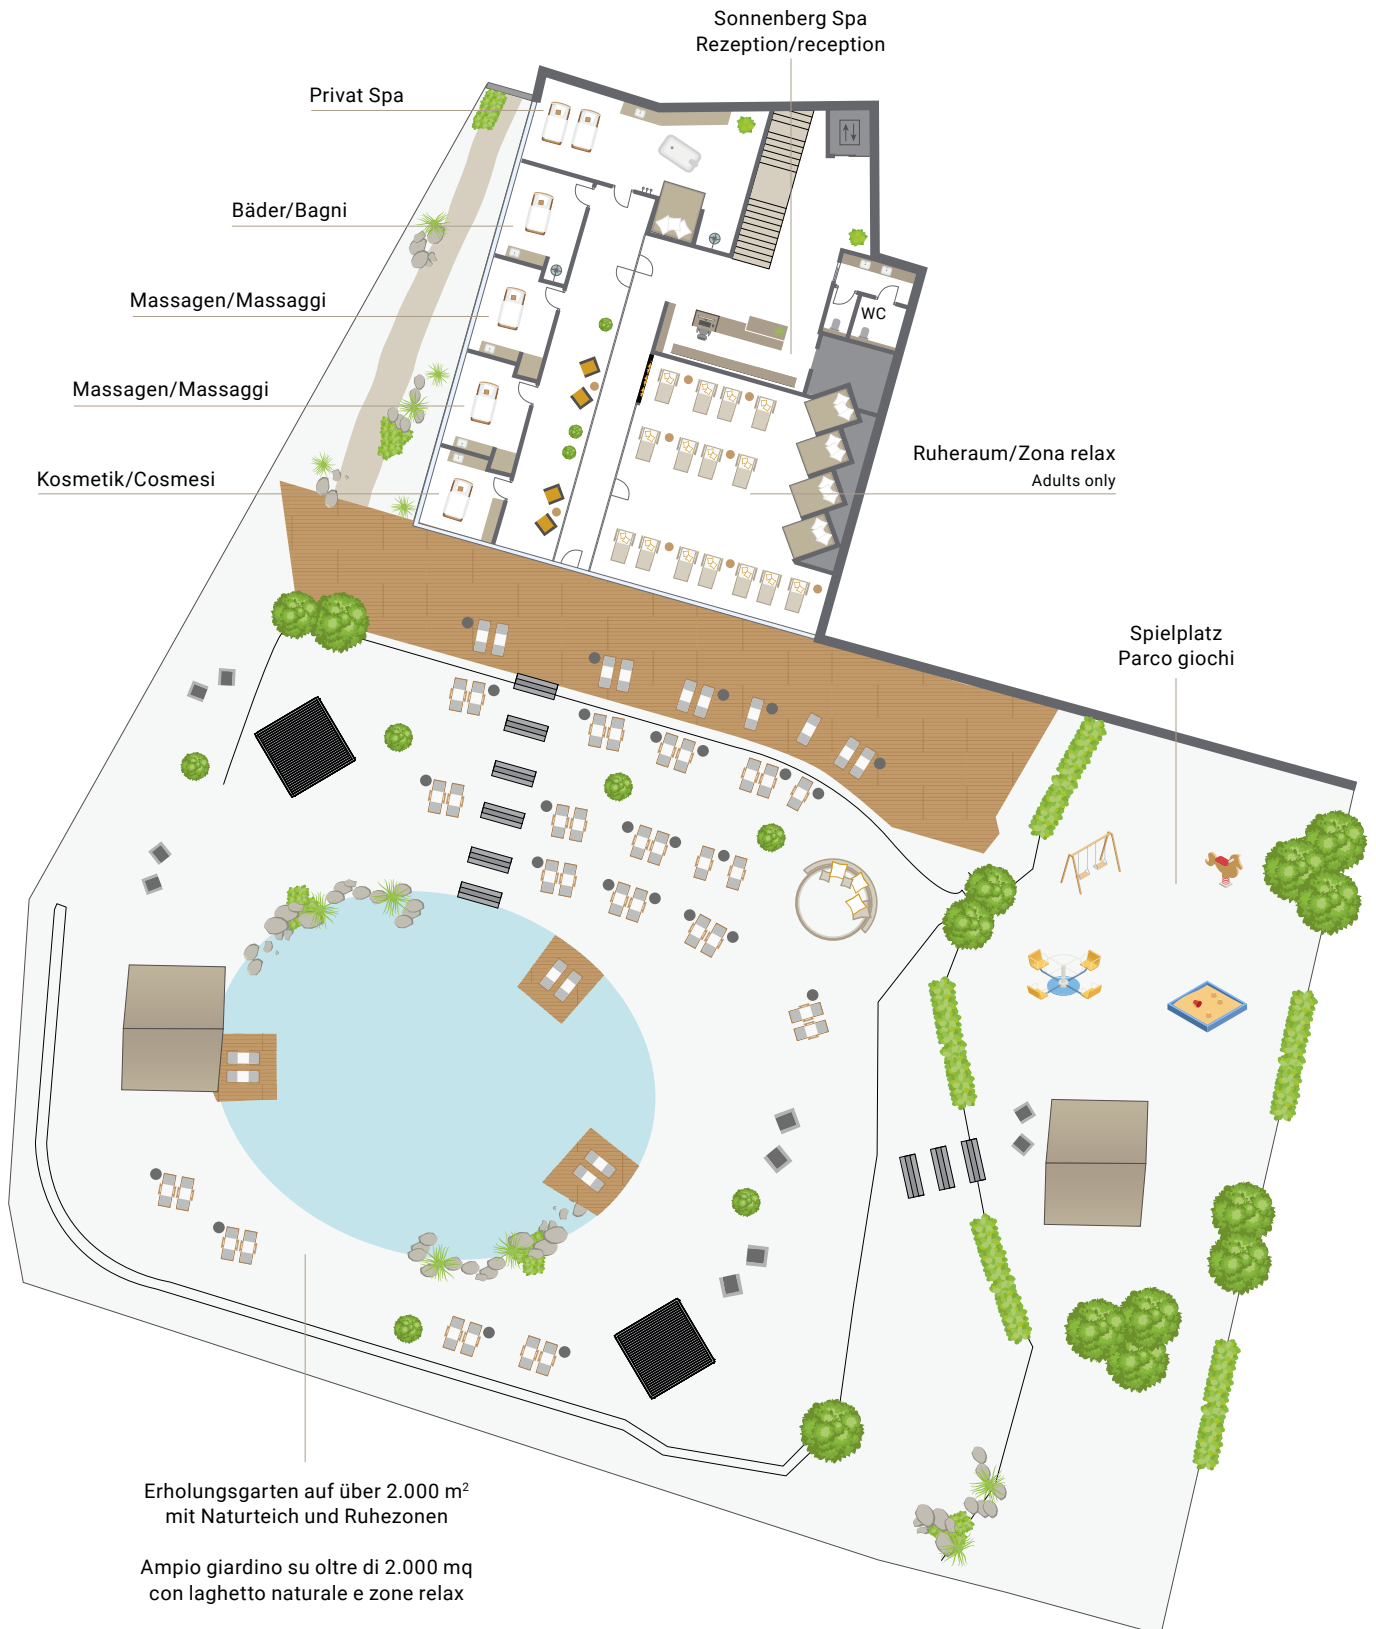 Sonnenberg Spa
Rezeption/reception
Privat Spa
Bäder/Bagni
Massagen/Massaggi
WC
Massagen/Massaggi
Ruheraum/Zona relax
Adults only
Kosmetik/Cosmesi
Spielplatz
Parco giochi
Erholungsgarten auf über 2.000 m²
mit Naturteich und Ruhezonen
Ampio giardino su oltre di 2.000 mq
con laghetto naturale e zone relax